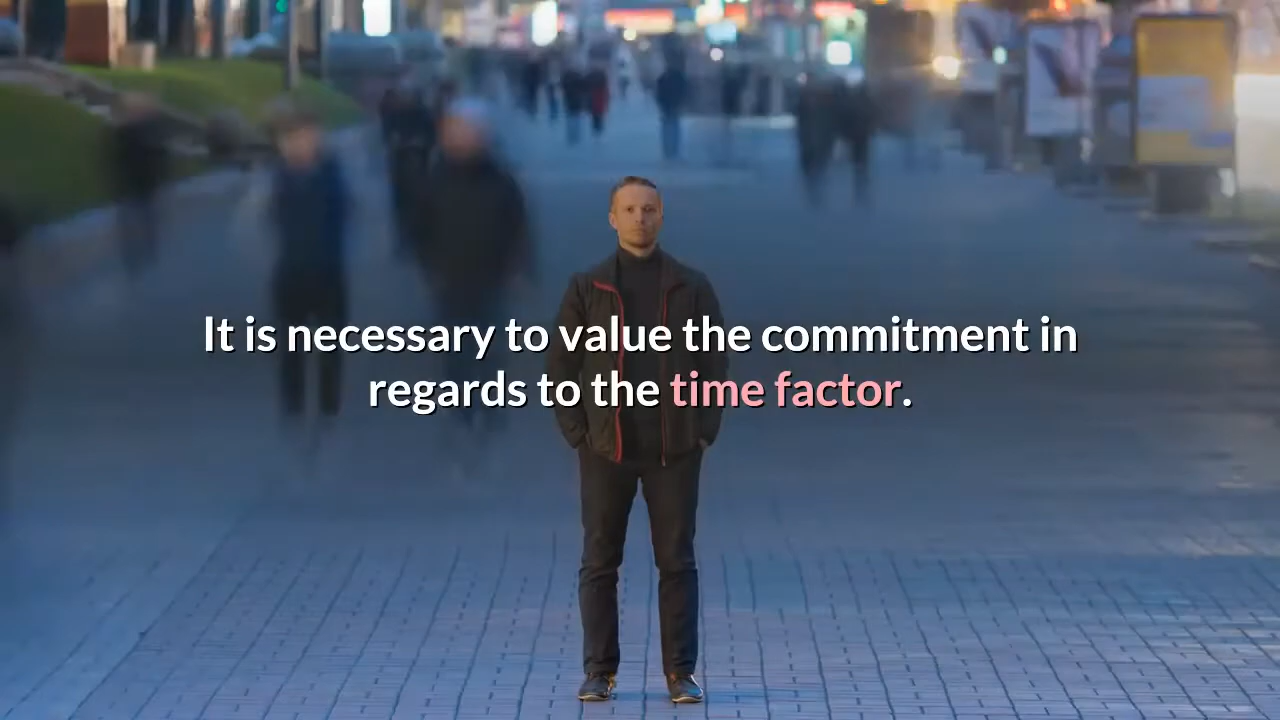 It is necessary to value the commitment in
regards to the time factor.